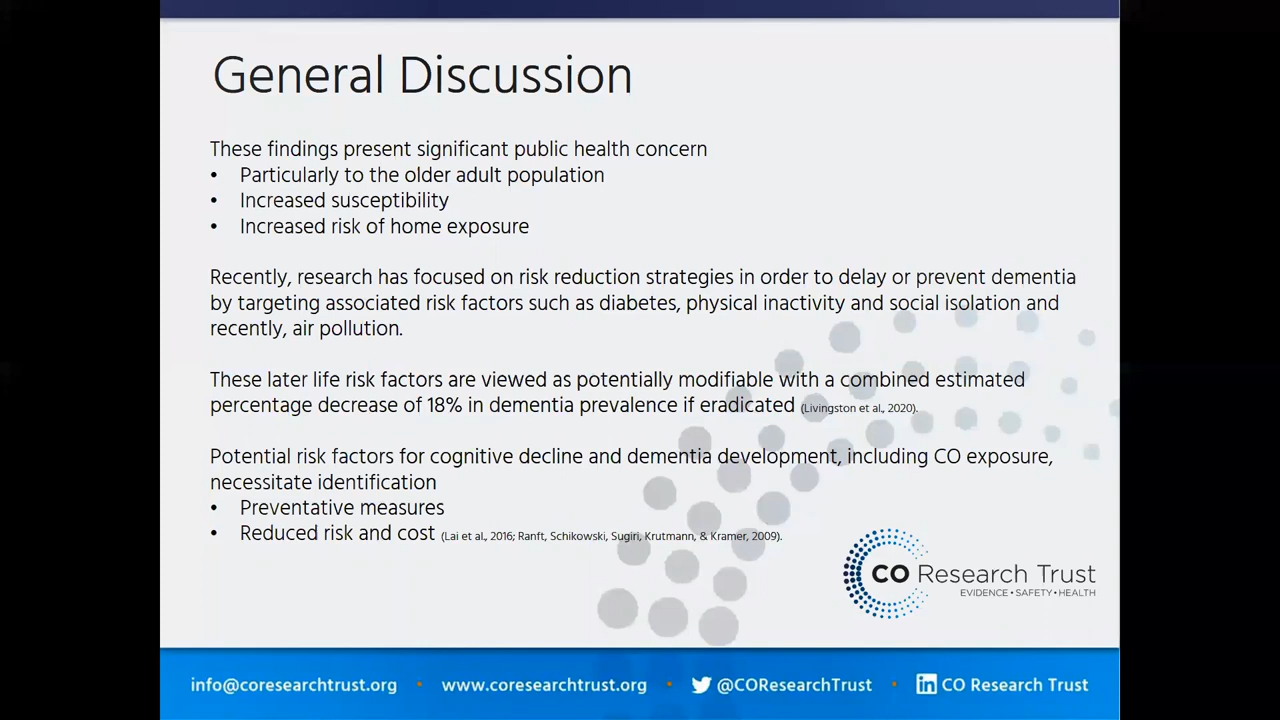 General Discussion
These findings present significant public health concern
• Particularly to the older adult population
• Increased susceptibility
• Increased risk of home exposure
Recently, research has focused on risk reduction strategies in order to delay or prevent dementia
by targeting associated risk factors such as diabetes, physical inactivity and social isolation and
recently, air pollution.
These later life risk factors are viewed as potentially modifiable with a combined estimated
percentage decrease of 18% in dementia prevalence if eradicated (Livingston et al., 2020).
Potential risk factors for cognitive decline and dementia development, including CO exposure,
necessitate identification
• Preventative measures
• Reduced risk and cost (Lai et al., 2016; Ranft, Schikowski, Sugiri, Krutmann, & Kramer, 2009).
CO Research Trust
EVIDENCE • SAFETY • HEALTH
info@coresearchtrust.org • www.coresearchtrust.org • @COResearchTrust • in CO Research Trust